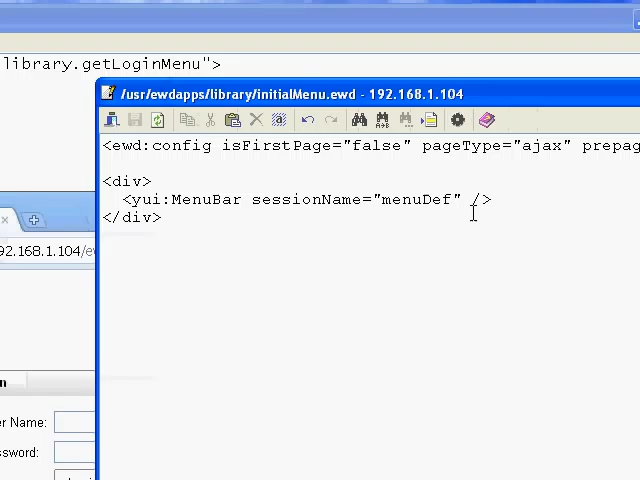 library.getLoginMenu">
/usr/ewdapps/library/initialMenu.ewd - 192.168.1.104
<ewd:config isFirstPage="false" pageType="ajax" prepag
<div>
<yui:MenuBar sessionName="menuDef" />
</div>
92.168.1.104/ew
n
er Name:
ssword: